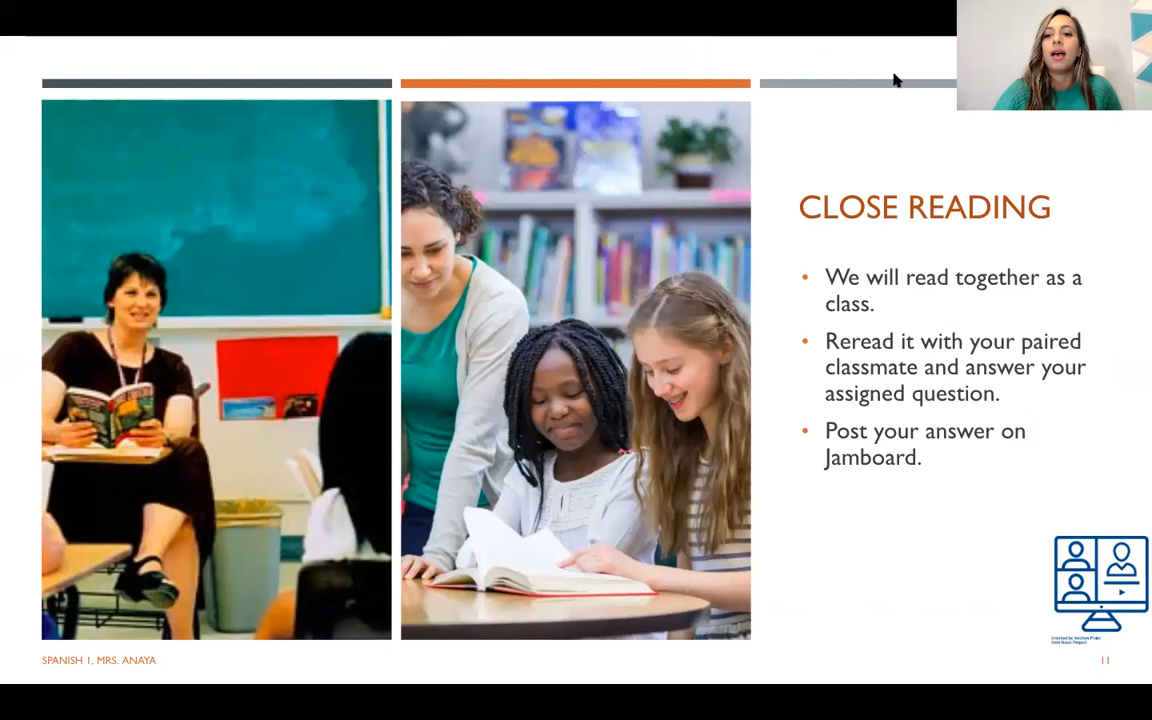 CLOSE READING
• We will read together as a
class.
• Reread it with your paired
classmate and answer your
assigned question.
• Post your answer on
Jamboard.
SPANISH 1, MRS. ANAYA
11